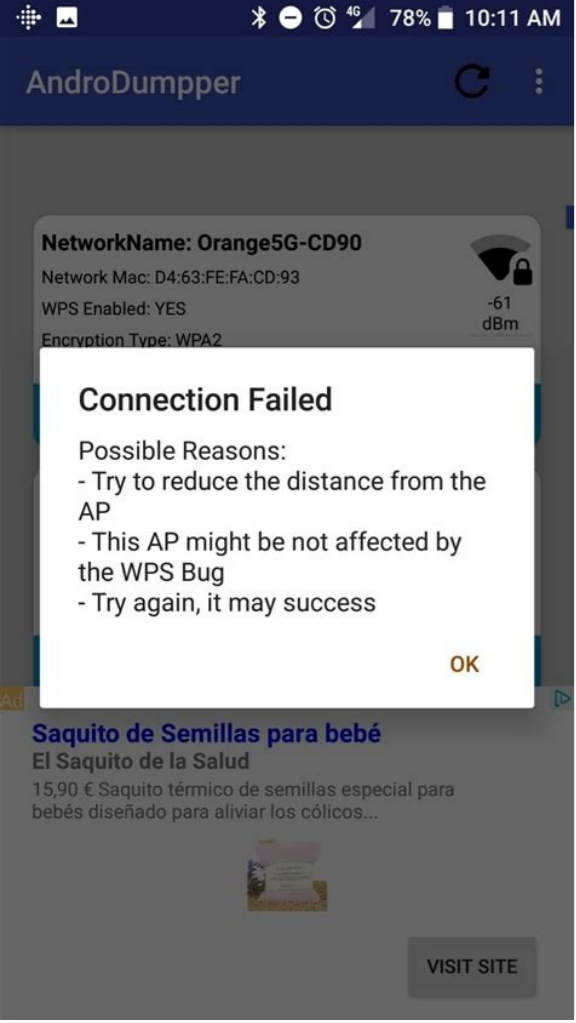 4G 78% 10:11 AM
AndroDumpper
NetworkName: Orange5G-CD90
Network Mac: D4:63:FE:FA:CD:93
WPS Enabled: YES
-61
dBm
Encryption Type: WPA2
Connection Failed
Possible Reasons:
- Try to reduce the distance from the
AP
- This AP might be not affected by
the WPS Bug
- Try again, it may success
OK
Ad
Saquito de Semillas para bebé
El Saquito de la Salud
15,90 € Saquito térmico de semillas especial para
bebés diseñado para aliviar los cólicos...
VISIT SITE